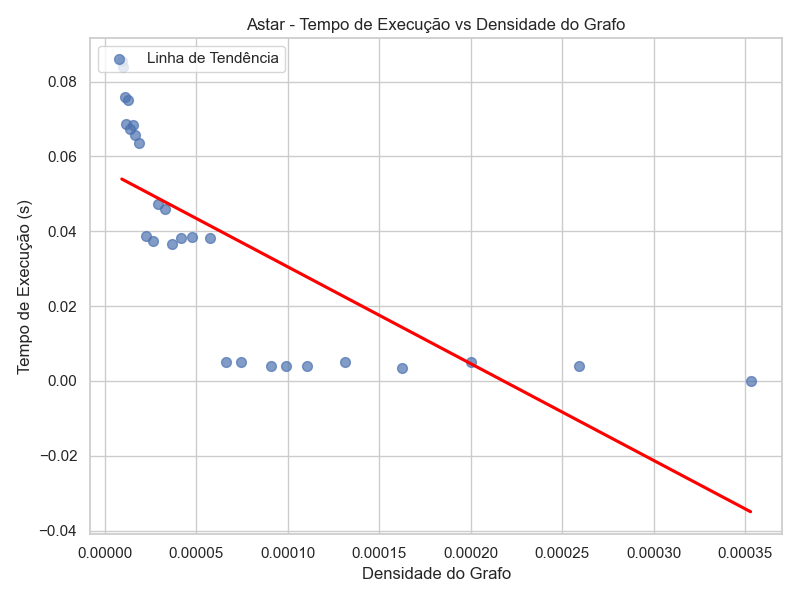 Astar - Tempo de Execução vs Densidade do Grafo
Linha de Tendência
Tempo de Execução (s)
0.08
0.06
0.04
0.02
0.00
−0.02
−0.04
0.00000 0.00005 0.00010 0.00015 0.00020 0.00025 0.00030 0.00035
Densidade do Grafo